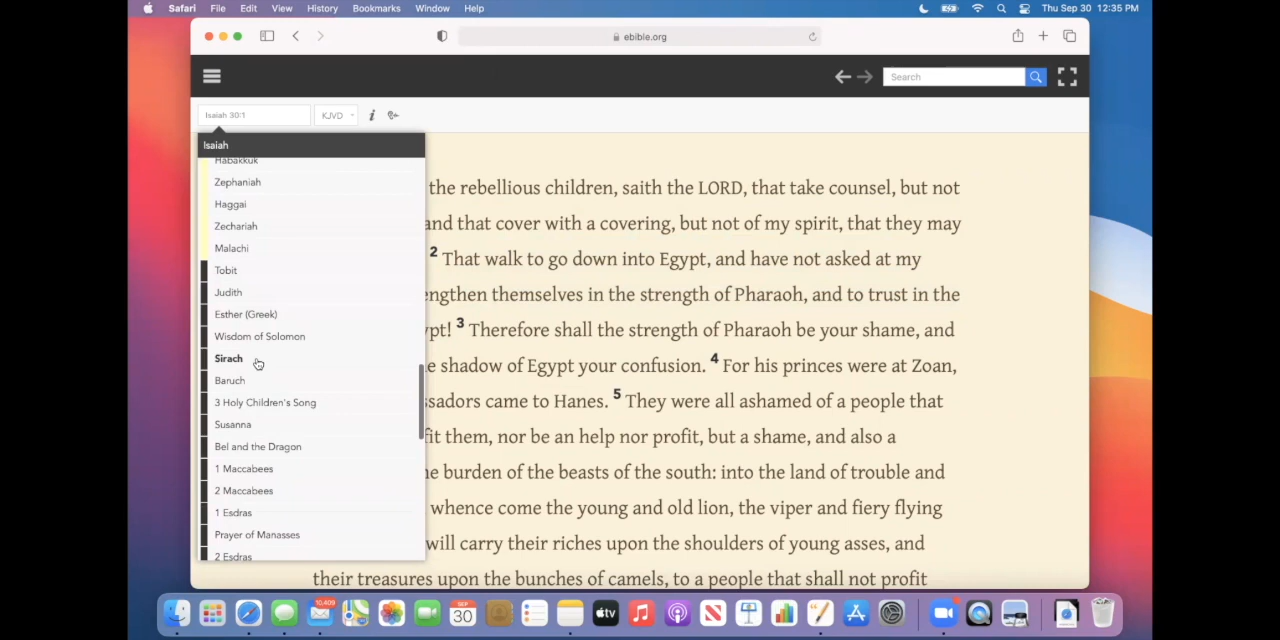 Safari File Edit View History Bookmarks Window Help Thu Sep 30 12:35 PM
ebible.org
Search
Isaiah 30:1 KJVD i
Isaiah
Habakkuk
Zephaniah
Haggai
Zechariah
Malachi
Tobit
Judith
Esther (Greek)
Wisdom of Solomon
Sirach
Baruch
3 Holy Children's Song
Susanna
Bel and the Dragon
1 Maccabees
2 Maccabees
1 Esdras
Prayer of Manasses
2 Esdras
the rebellious children, saith the LORD, that take counsel, but not
and that cover with a covering, but not of my spirit, that they may
2 That walk to go down into Egypt, and have not asked at my
engthen themselves in the strength of Pharaoh, and to trust in the
ypt! 3 Therefore shall the strength of Pharaoh be your shame, and
e shadow of Egypt your confusion. 4 For his princes were at Zoan,
ssadors came to Hanes. 5 They were all ashamed of a people that
fit them, nor be an help nor profit, but a shame, and also a
e burden of the beasts of the south: into the land of trouble and
whence come the young and old lion, the viper and fiery flying
will carry their riches upon the shoulders of young asses, and
their treasures upon the bunches of camels, to a people that shall not profit
10,409
SEP
30
tv